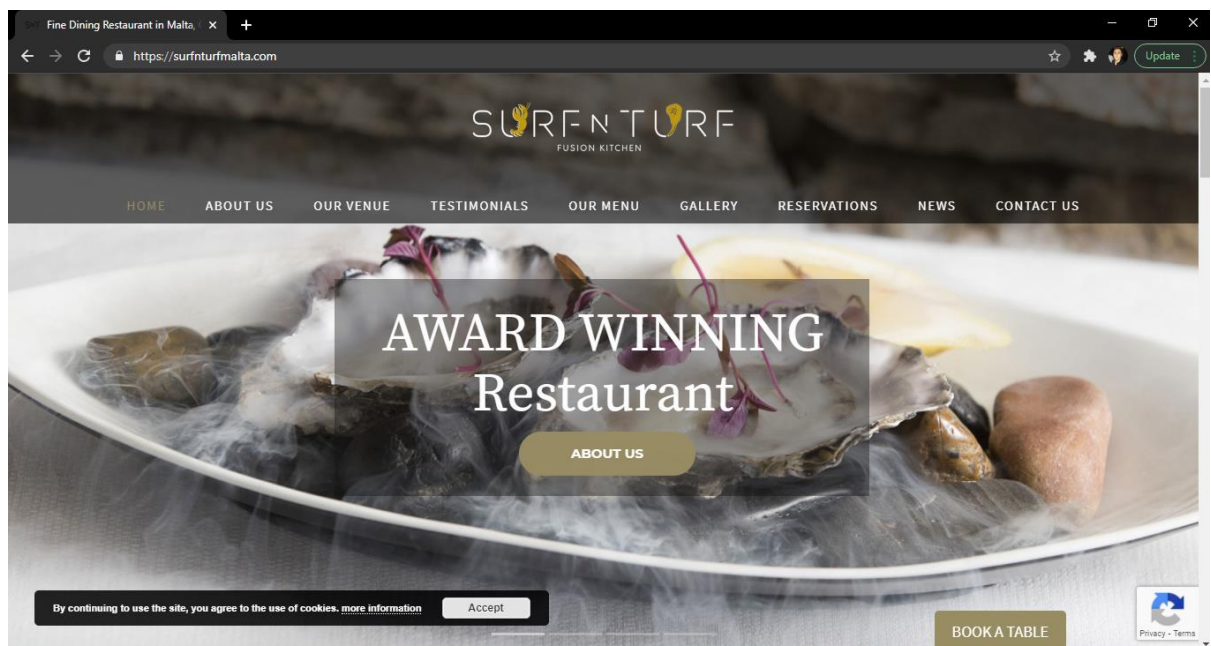 Fine Dining Restaurant in Malta,
https://surfnturfmalta.com
Update
SURF N TURF
FUSION KITCHEN
HOME ABOUT US OUR VENUE TESTIMONIALS OUR MENU GALLERY RESERVATIONS NEWS CONTACT US
AWARD WINNING
Restaurant
ABOUT US
By continuing to use the site, you agree to the use of cookies. more information Accept
BOOK A TABLE
Privacy - Terms